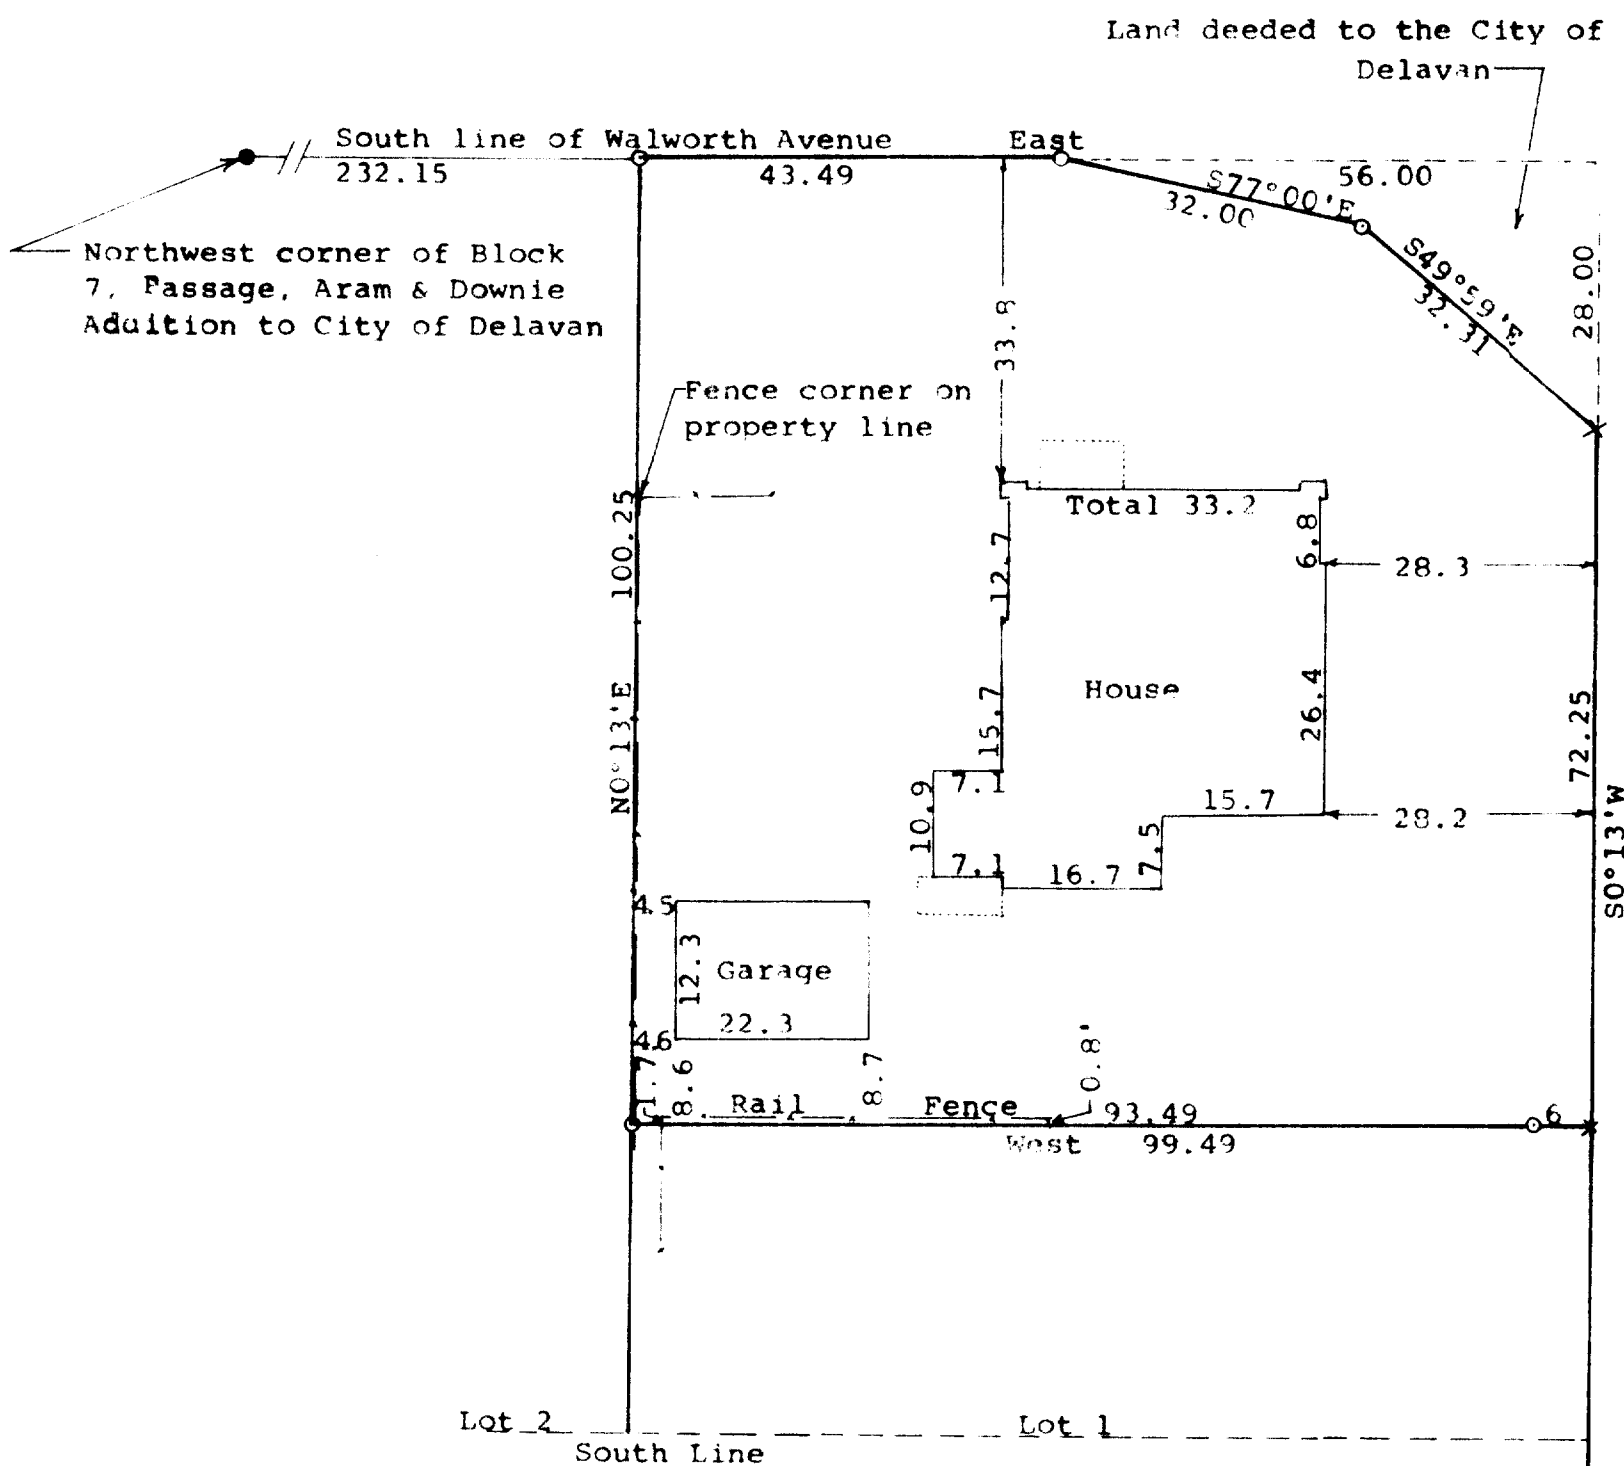 Land deeded to the City of
Delavan
South line of Walworth Avenue
East
232.15
43.49
56.00
S77°00'E
32.00
S49°59'E
32.31
28.00
Northwest corner of Block
7, Passage, Aram & Downie
Aduition to City of Delavan
33.8
Fence corner on
property line
100.25
N0°13'E
Total 33.2
12.7
6.8
28.3
House
15.7
26.4
72.25
S0°13'W
7.1
10.9
15.7
28.2
7.5
7.1
16.7
4.5
12.3
Garage
22.3
4.6
1.7
8.6
8.7
0.8'
Rail Fence
93.49
6
West 99.49
Lot 2
Lot 1
South Line